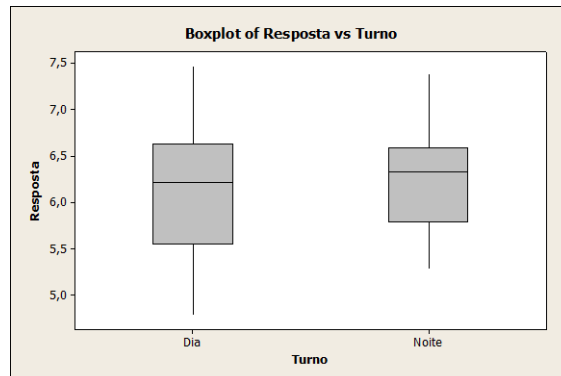 Boxplot of Resposta vs Turno
7,5
7,0
6,5
6,0
5,5
5,0
Resposta
Dia
Noite
Turno